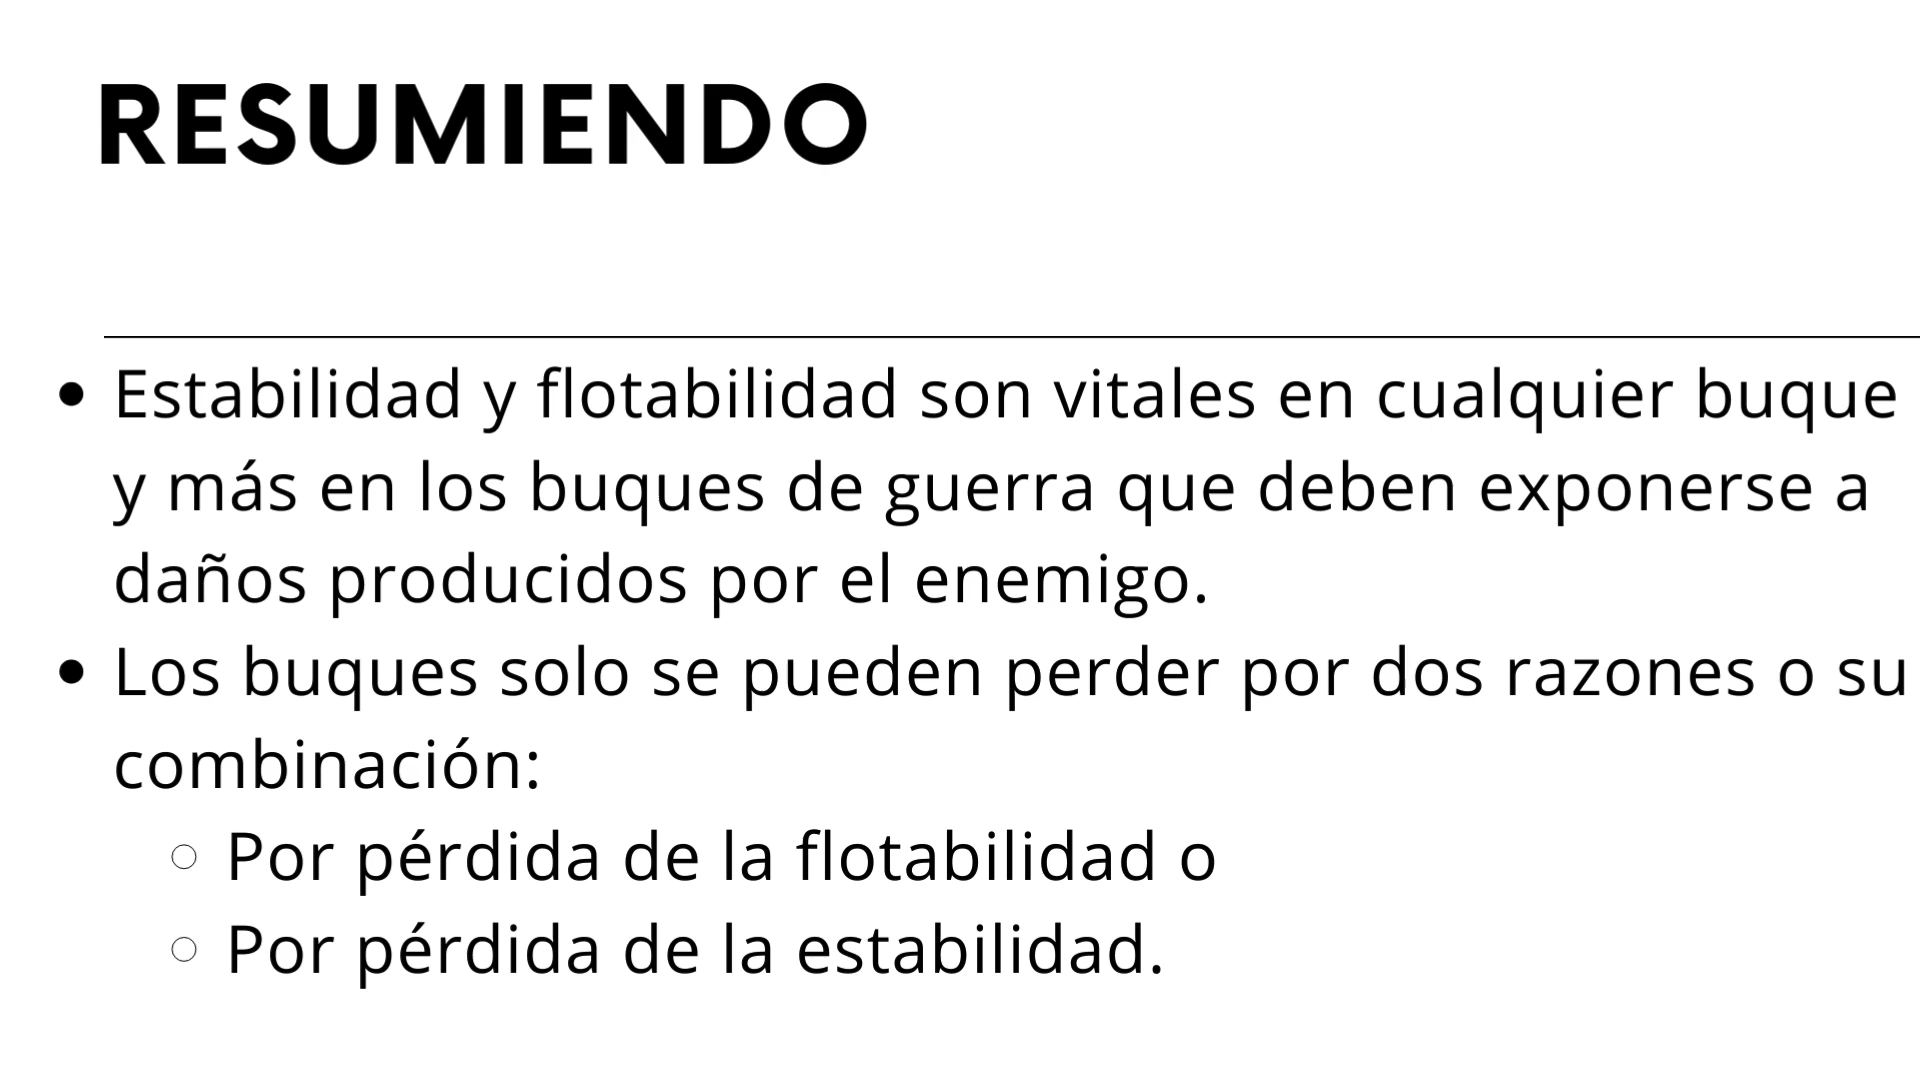 RESUMIENDO
• Estabilidad y flotabilidad son vitales en cualquier buque
y más en los buques de guerra que deben exponerse a
daños producidos por el enemigo.
• Los buques solo se pueden perder por dos razones o su
combinación:
○ Por pérdida de la flotabilidad o
○ Por pérdida de la estabilidad.